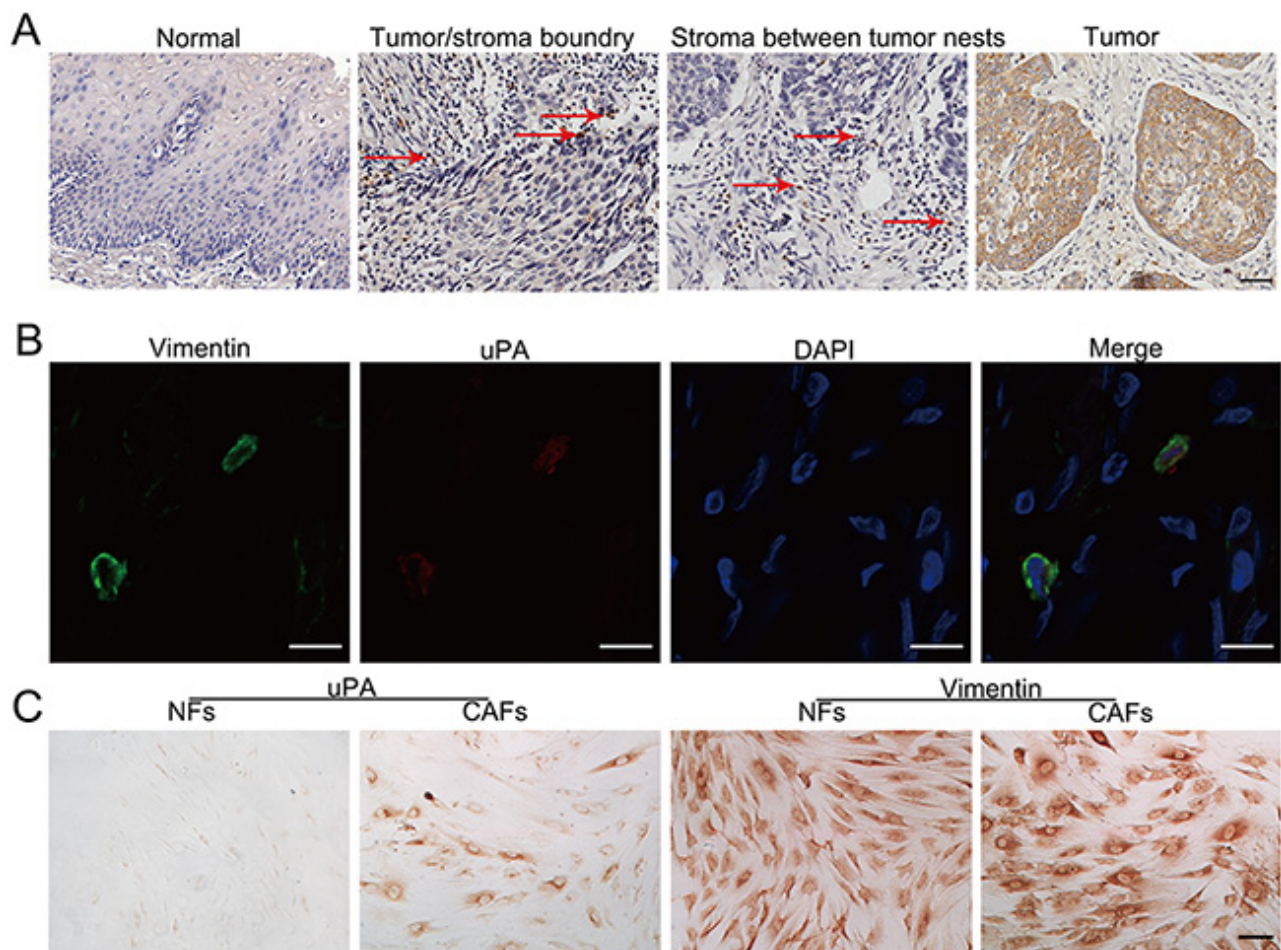 A
Normal
Tumor/stroma boundry
Stroma between tumor nests
Tumor
B
Vimentin
uPA
DAPI
Merge
C
uPA
Vimentin
NFs
CAFs
NFs
CAFs